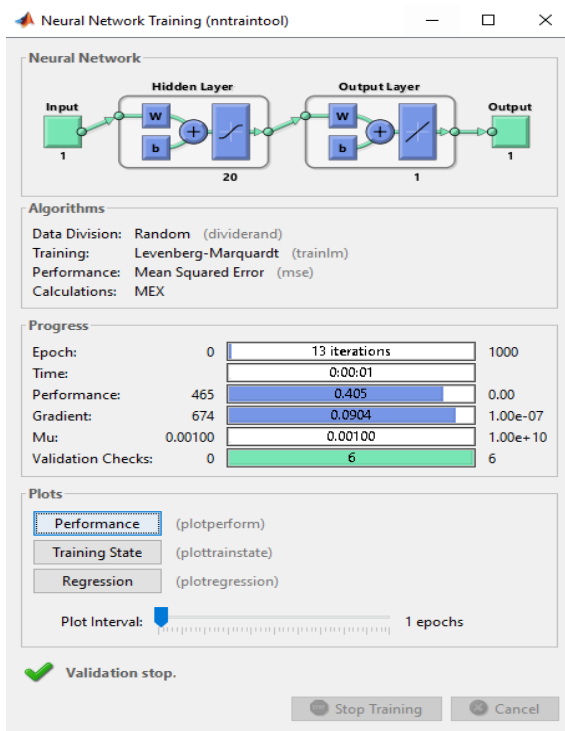 Neural Network Training (nntraintool)
Neural Network
Hidden Layer
Output Layer
Input
Output
W
W
b
b
1
20
1
1
Algorithms
Data Division: Random (dividerand)
Training: Levenberg-Marquardt (trainlm)
Performance: Mean Squared Error (mse)
Calculations: MEX
Progress
Epoch: 0 13 iterations 1000
Time: 0:00:01
Performance: 465 0.405 0.00
Gradient: 674 0.0904 1.00e-07
Mu: 0.00100 0.00100 1.00e+10
Validation Checks: 0 6 6
Plots
Performance (plotperform)
Training State (plottrainstate)
Regression (plotregression)
Plot Interval: 1 epochs
Validation stop.
Stop Training Cancel